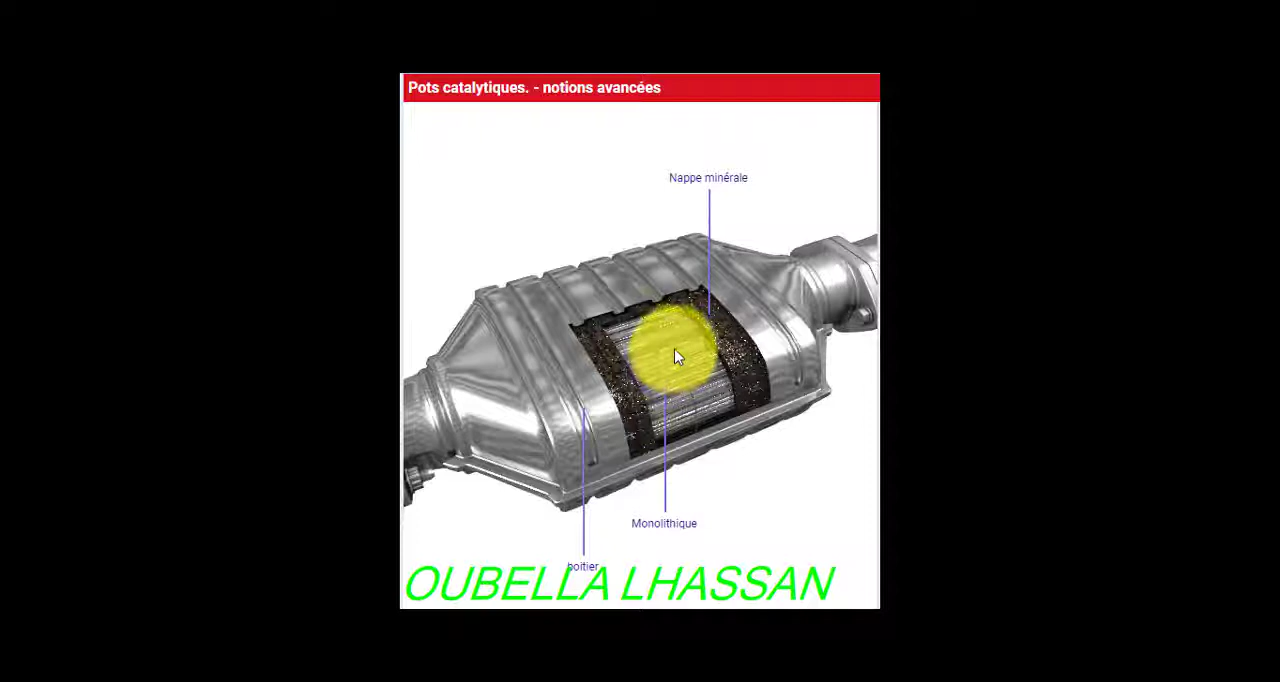 Pots catalytiques. - notions avancées
Nappe minérale
Monolithique
boitier
OUBELLA LHASSAN